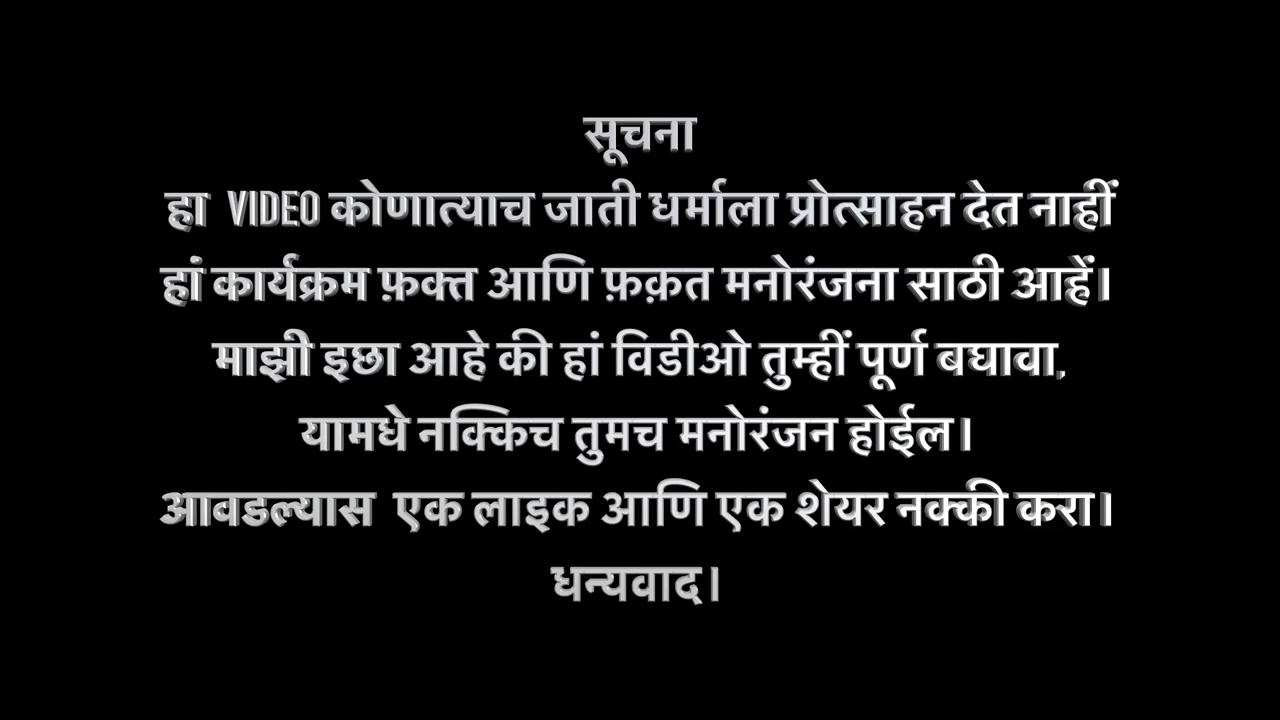 सूचना
हा VIDEO कोणात्याच जाती धर्माला प्रोत्साहन देत नाहीं
हां कार्यक्रम फ़क्त आणि फ़क़त मनोरंजना साठी आहें।
माझी इछा आहे की हां विडीओ तुम्हीं पूर्ण बघावा,
यामधे नक्किच तुमच मनोरंजन होईल।
आवडल्यास एक लाइक आणि एक शेयर नक्की करा।
धन्यवाद।